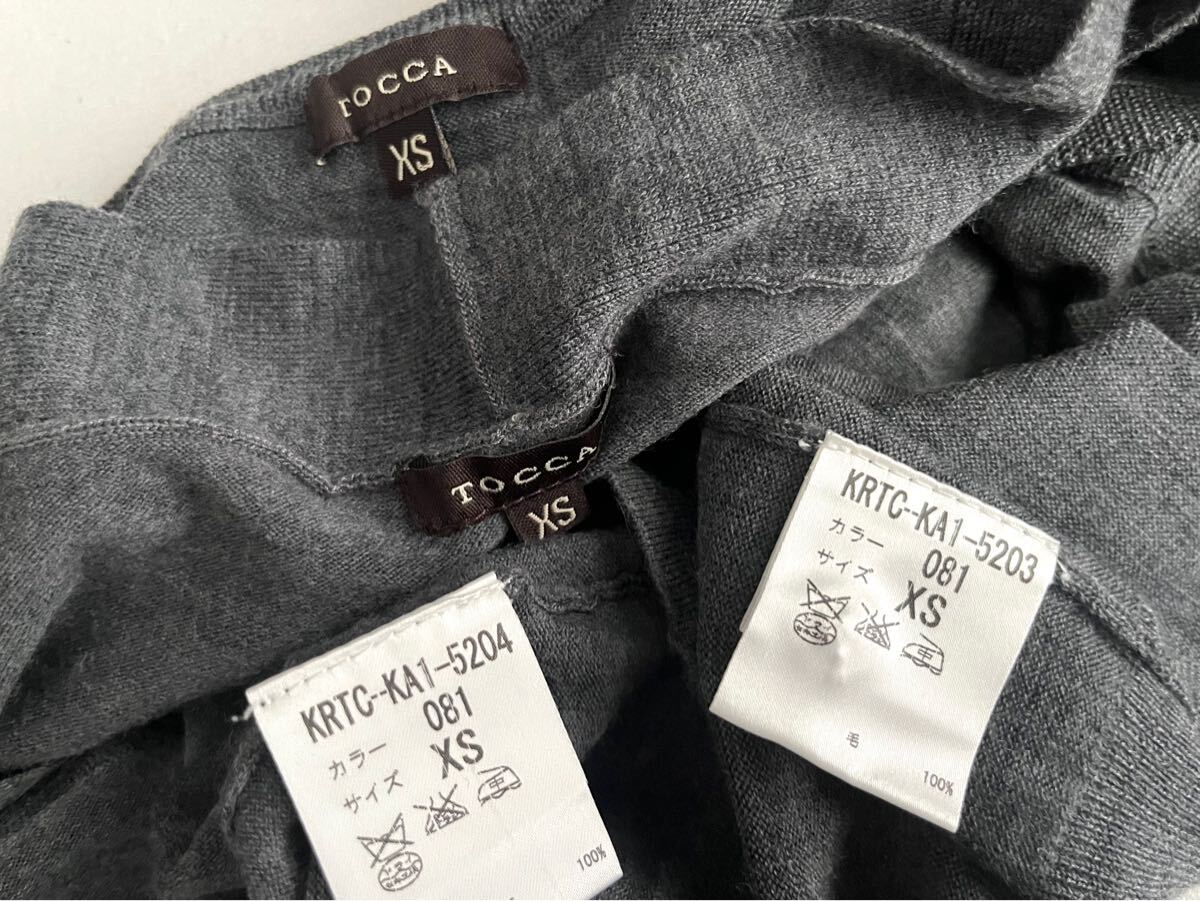 TOCCA
XS
TOCCA
XS
KRTC--KA1-5203
カラー 081
サイズ XS
毛 100%
KRTC--KA1-5204
カラー 081
サイズ XS
100%